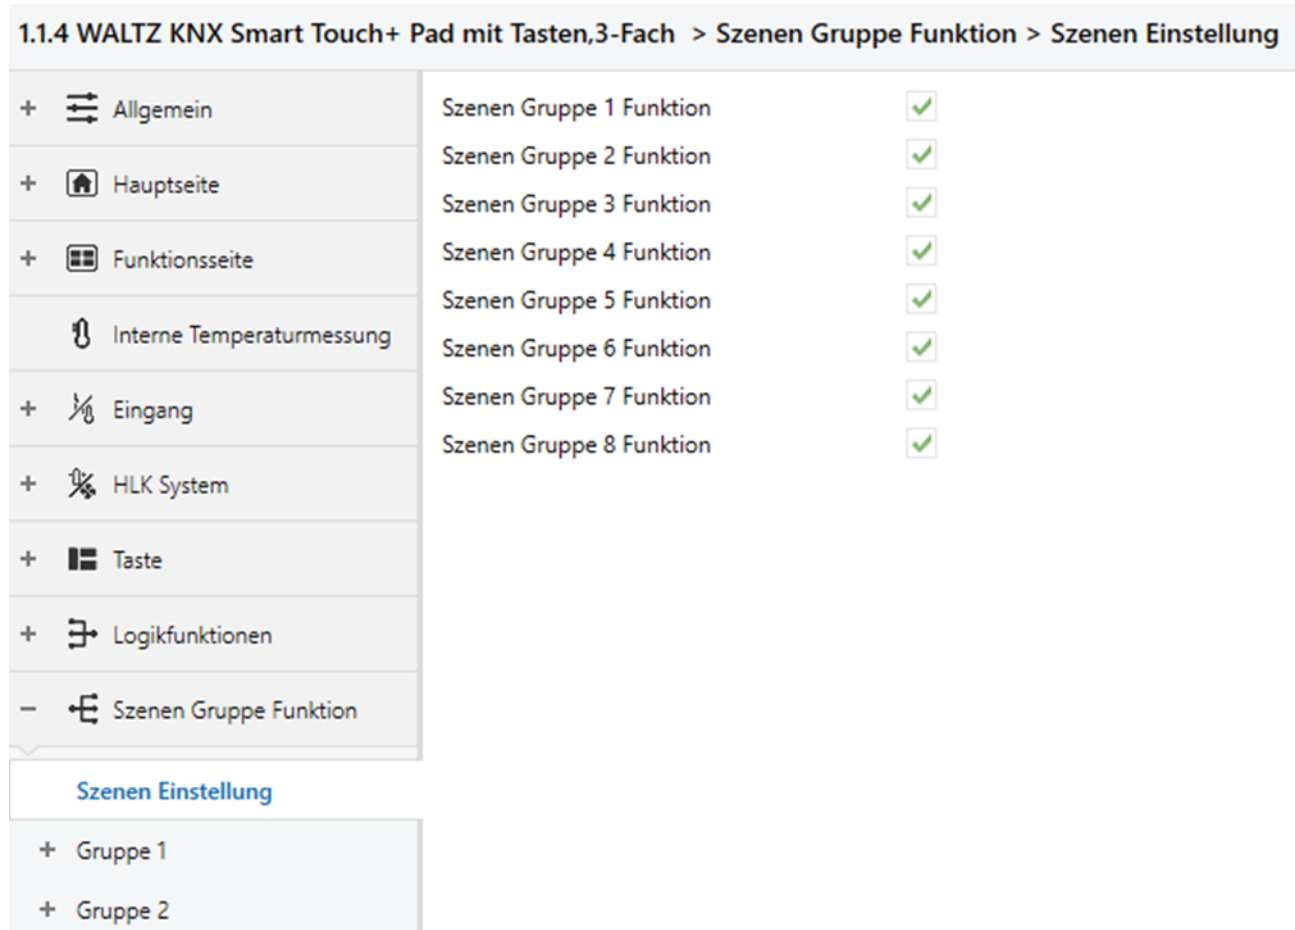 1.1.4 WALTZ KNX Smart Touch+ Pad mit Tasten,3-Fach > Szenen Gruppe Funktion > Szenen Einstellung
Allgemein
Hauptseite
Funktionsseite
Interne Temperaturmessung
Eingang
HLK System
Taste
Logikfunktionen
Szenen Gruppe Funktion
Szenen Einstellung
Gruppe 1
Gruppe 2
Szenen Gruppe 1 Funktion
Szenen Gruppe 2 Funktion
Szenen Gruppe 3 Funktion
Szenen Gruppe 4 Funktion
Szenen Gruppe 5 Funktion
Szenen Gruppe 6 Funktion
Szenen Gruppe 7 Funktion
Szenen Gruppe 8 Funktion